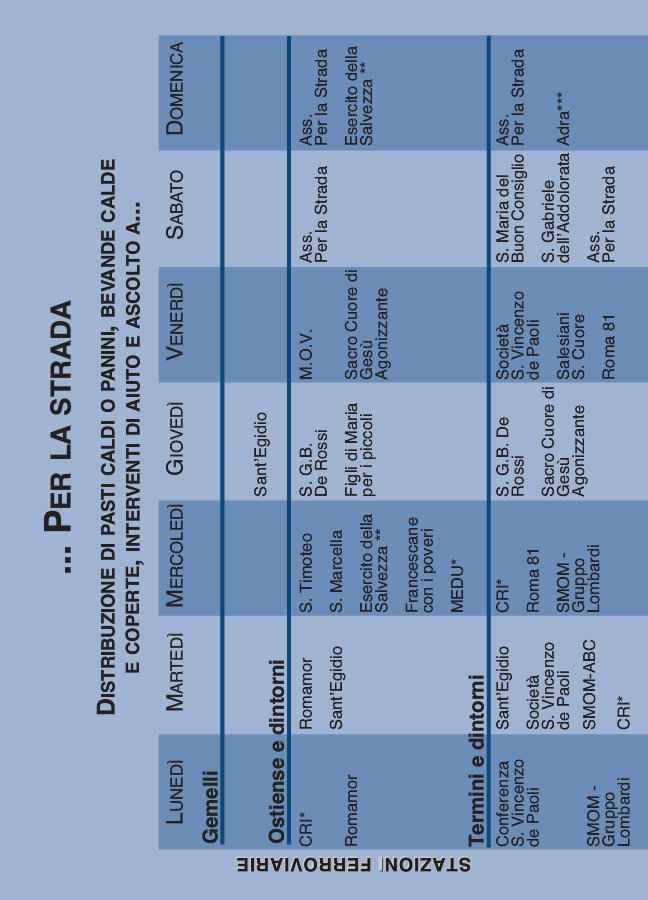 ... PER LA STRADA
DISTRIBUZIONE DI PASTI CALDI O PANINI, BEVANDE CALDE
E COPERTE, INTERVENTI DI AIUTO E ASCOLTO A...
STAZIONI FERROVIARIE
LUNEDÌ MARTEDÌ MERCOLEDÌ GIOVEDÌ VENERDÌ SABATO DOMENICA
Gemelli
Sant'Egidio
Ostiense e dintorni
CRI*
Romamor
Romamor
Sant'Egidio
S. Timoteo
S. Marcella
Esercito della
Salvezza **
Francescane
con i poveri
MEDU*
S. G.B.
De Rossi
Figli di Maria
per i piccoli
M.O.V.
Sacro Cuore di
Gesù
Agonizzante
Ass.
Per la Strada
Ass.
Per la Strada
Esercito della
Salvezza **
Termini e dintorni
Conferenza
S. Vincenzo
de Paoli
SMOM -
Gruppo
Lombardi
Sant'Egidio
Società
S. Vincenzo
de Paoli
SMOM-ABC
CRI*
CRI*
Roma 81
SMOM -
Gruppo
Lombardi
S. G.B. De
Rossi
Sacro Cuore di
Gesù
Agonizzante
Società
S. Vincenzo
de Paoli
Salesiani
S. Cuore
Roma 81
S. Maria del
Buon Consiglio
S. Gabriele
dell'Addolorata
Ass.
Per la Strada
Ass.
Per la Strada
Adra***